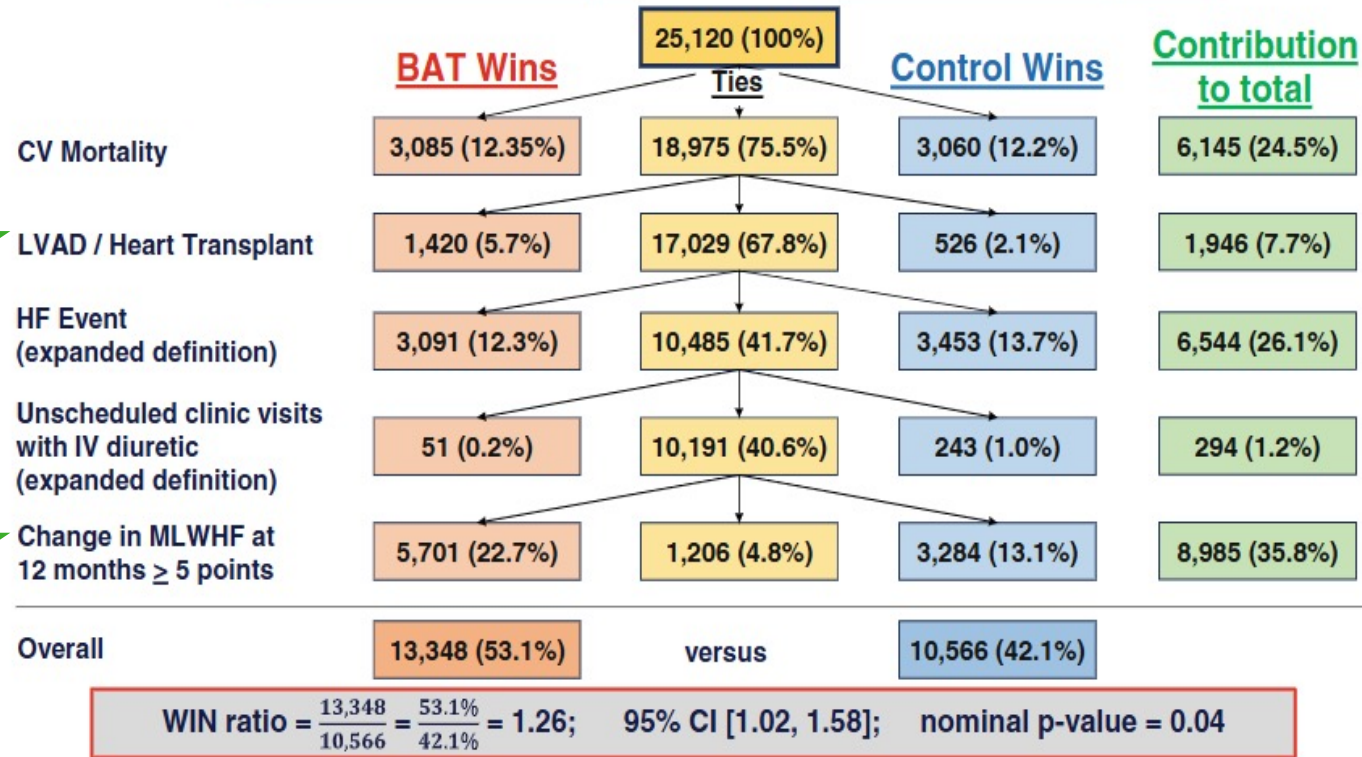 25,120 (100%)
BAT Wins
Ties
Control Wins
Contribution
to total
CV Mortality
3,085 (12.35%)
18,975 (75.5%)
3,060 (12.2%)
6,145 (24.5%)
LVAD / Heart Transplant
1,420 (5.7%)
17,029 (67.8%)
526 (2.1%)
1,946 (7.7%)
HF Event
(expanded definition)
3,091 (12.3%)
10,485 (41.7%)
3,453 (13.7%)
6,544 (26.1%)
Unscheduled clinic visits
with IV diuretic
(expanded definition)
51 (0.2%)
10,191 (40.6%)
243 (1.0%)
294 (1.2%)
Change in MLWHF at
12 months ≥ 5 points
5,701 (22.7%)
1,206 (4.8%)
3,284 (13.1%)
8,985 (35.8%)
Overall
13,348 (53.1%)
versus
10,566 (42.1%)
WIN ratio = 13,348/10,566 = 53.1%/42.1% = 1.26; 95% CI [1.02, 1.58]; nominal p-value = 0.04